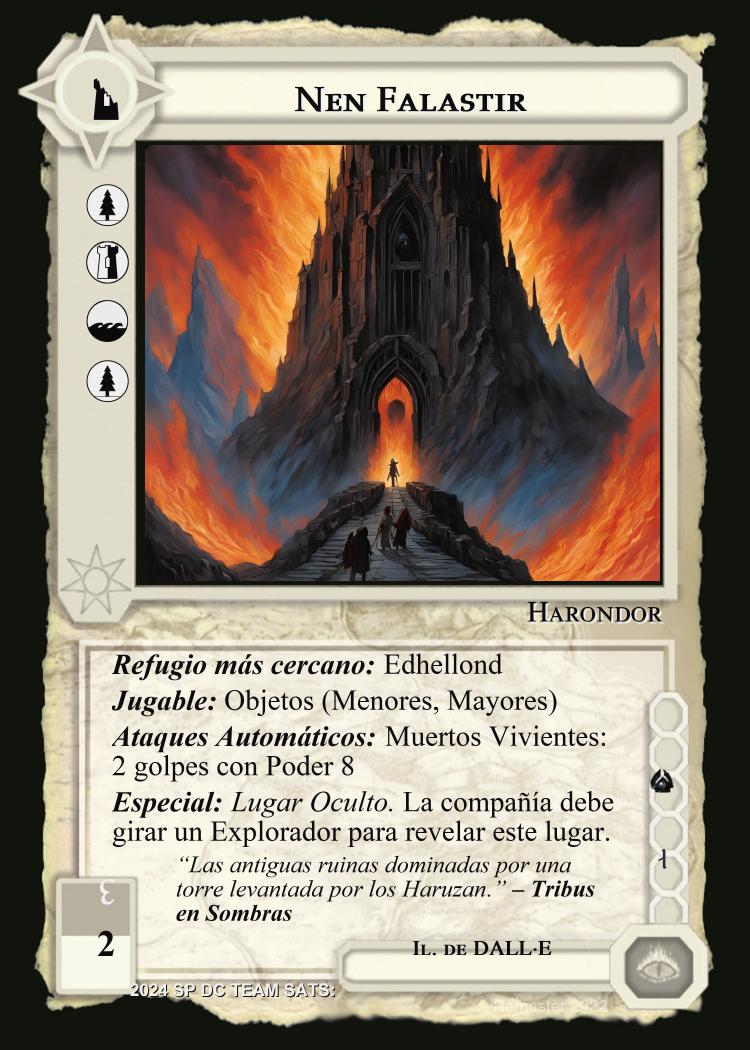 Nen Falastir
Harondor
Refugio más cercano: Edhellond
Jugable: Objetos (Menores, Mayores)
Ataques Automáticos: Muertos Vivientes:
2 golpes con Poder 8
Especial: Lugar Oculto. La compañía debe
girar un Explorador para revelar este lugar.
“Las antiguas ruinas dominadas por una
torre levantada por los Haruzan.” – Tribus
en Sombras
2
Il. de DALL·E
2024 SP DC TEAM SATS:
Remaster 2022